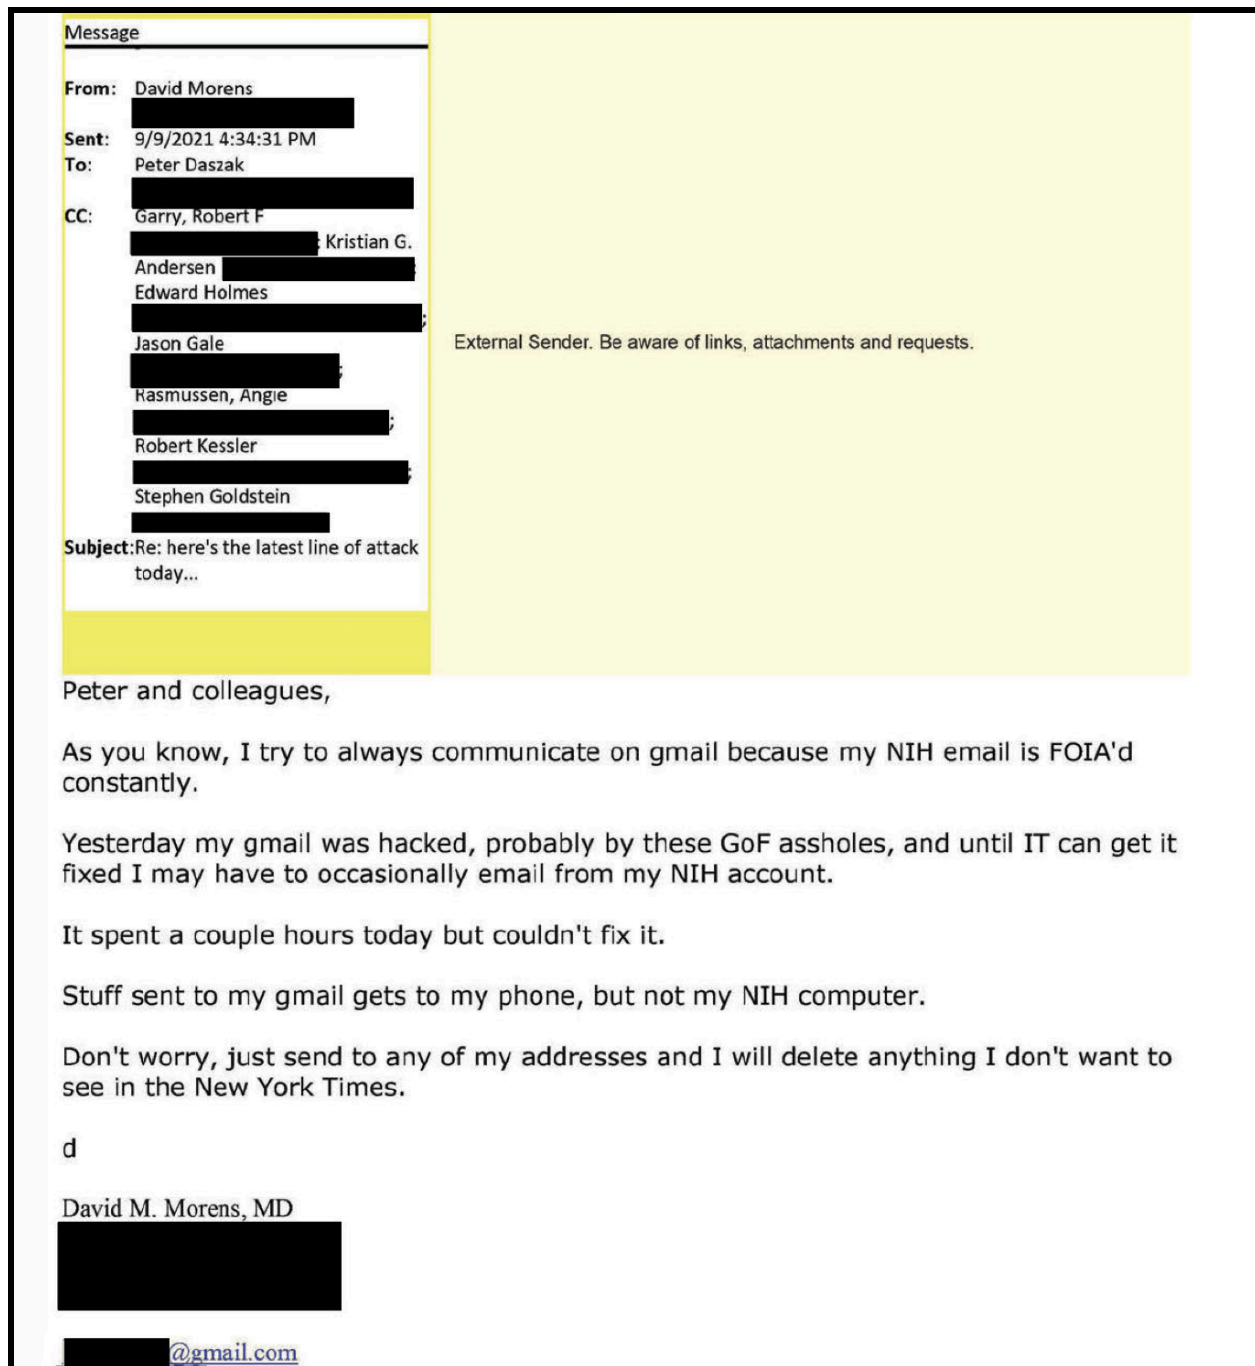 Message
From: David Morens
Sent: 9/9/2021 4:34:31 PM
To: Peter Daszak
CC: Garry, Robert F
; Kristian G.
Andersen ;
Edward Holmes
;
Jason Gale
;
Rasmussen, Angie
;
Robert Kessler
;
Stephen Goldstein
Subject:Re: here's the latest line of attack
today...
External Sender. Be aware of links, attachments and requests.
Peter and colleagues,
As you know, I try to always communicate on gmail because my NIH email is FOIA'd
constantly.
Yesterday my gmail was hacked, probably by these GoF assholes, and until IT can get it
fixed I may have to occasionally email from my NIH account.
It spent a couple hours today but couldn't fix it.
Stuff sent to my gmail gets to my phone, but not my NIH computer.
Don't worry, just send to any of my addresses and I will delete anything I don't want to
see in the New York Times.
d
David M. Morens, MD
@gmail.com